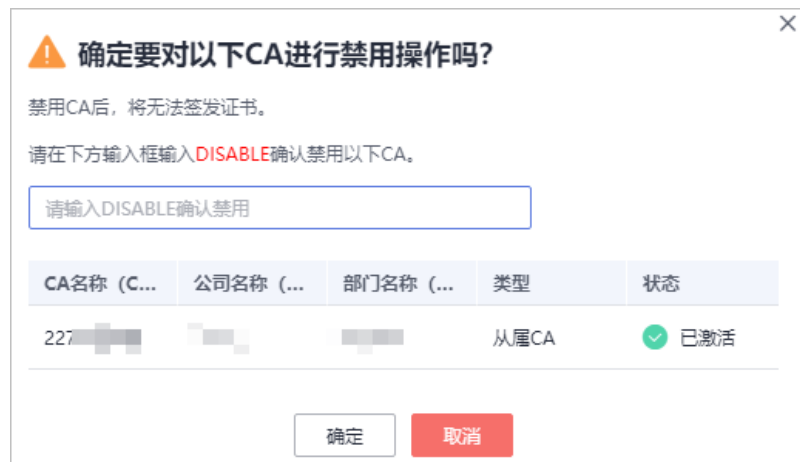 确定要对以下CA进行禁用操作吗?
禁用CA后，将无法签发证书。
请在下方输入框输入DISABLE确认禁用以下CA。
请输入DISABLE确认禁用
CA名称（C... 公司名称（... 部门名称（... 类型 状态
227 从属CA 已激活
确定 取消